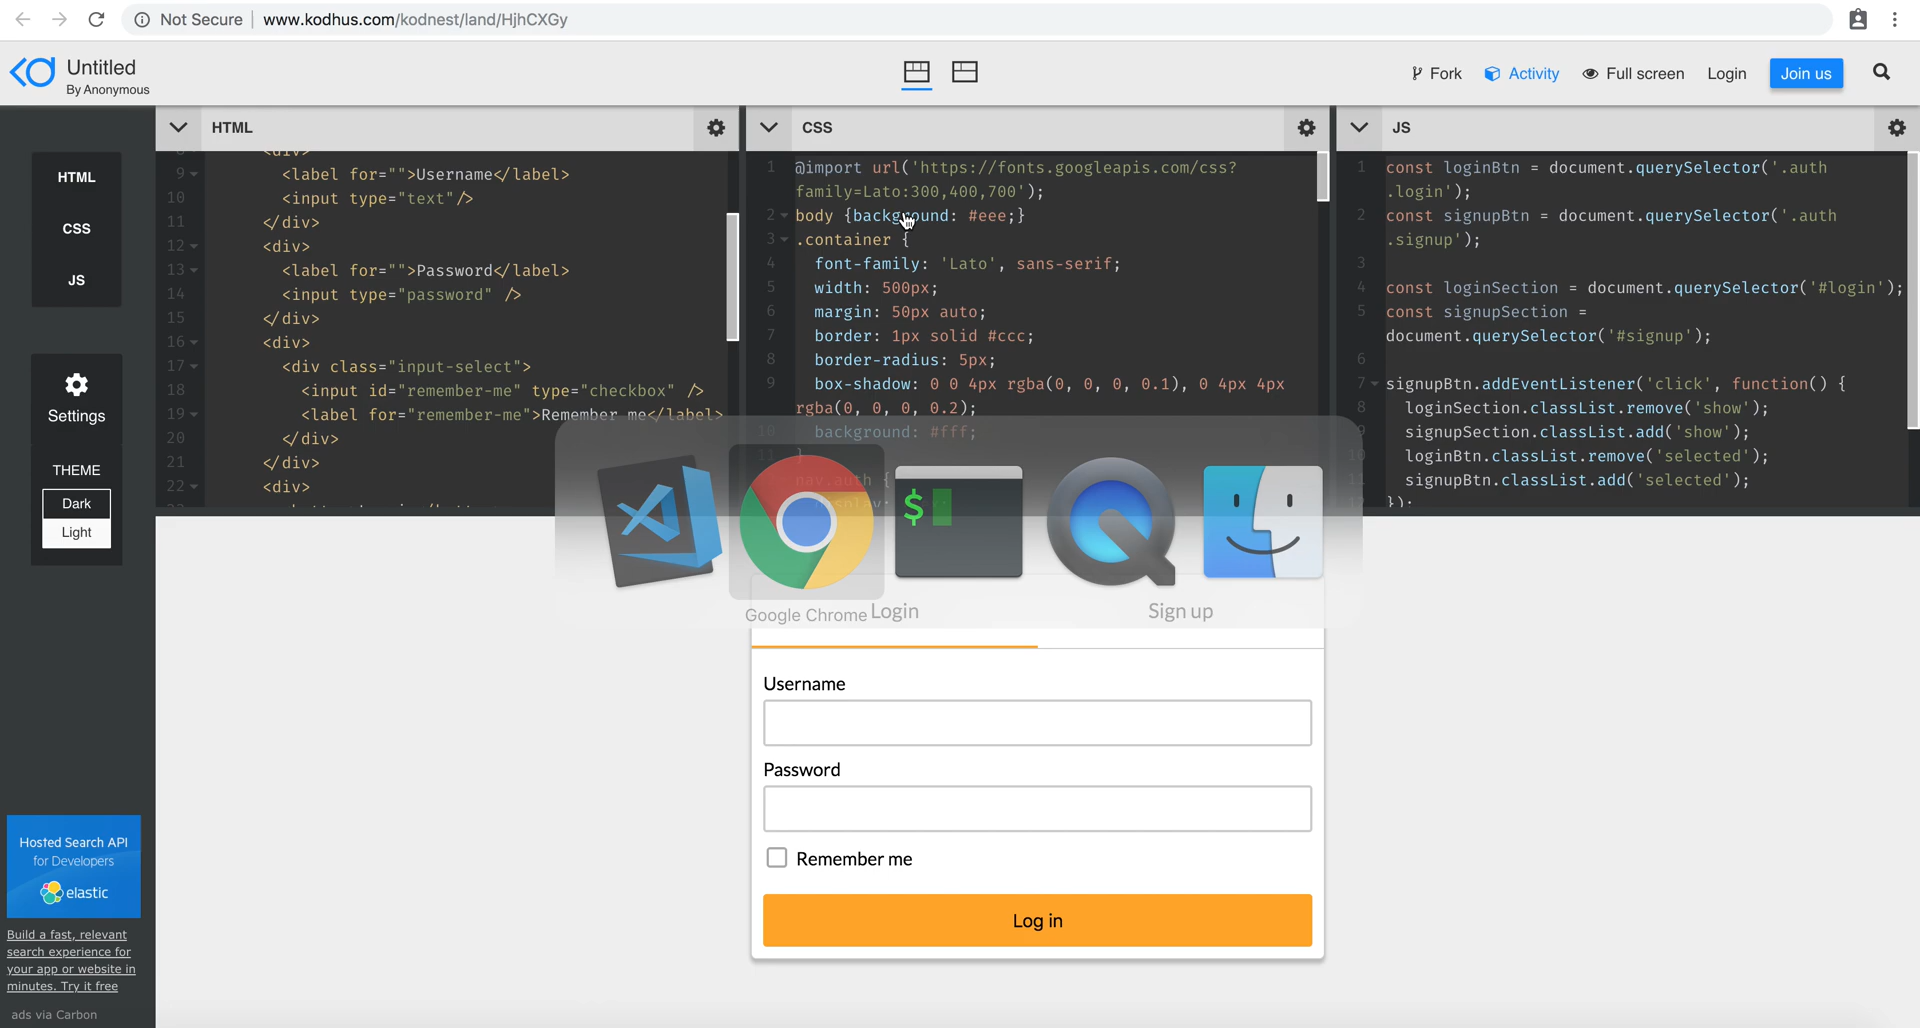 Not Secure | www.kodhus.com/kodnest/land/HjhCXGy
Untitled
By Anonymous
Fork
Activity
Full screen
Login
Join us
HTML
CSS
JS
Settings
THEME
Dark
Light
Hosted Search API
for Developers
elastic
Build a fast, relevant
search experience for
your app or website in
minutes. Try it free
ads via Carbon
HTML
9 <label for="">Username</label>
10 <input type="text"/>
11 </div>
12 <div>
13 <label for="">Password</label>
14 <input type="password" />
15 </div>
16 <div>
17 <div class="input-select">
18 <input id="remember-me" type="checkbox" />
19 <label for="remember-me">Remember me</label>
20 </div>
21 </div>
22 <div>
CSS
1 @import url('https://fonts.googleapis.com/css?
family=Lato:300,400,700');
2 body {background: #eee;}
3 .container {
4 font-family: 'Lato', sans-serif;
5 width: 500px;
6 margin: 50px auto;
7 border: 1px solid #ccc;
8 border-radius: 5px;
9 box-shadow: 0 0 4px rgba(0, 0, 0, 0.1), 0 4px 4px
rgba(0, 0, 0, 0.2);
10 background: #fff;
11 }
nav.auth {
JS
1 const loginBtn = document.querySelector('.auth
.login');
2 const signupBtn = document.querySelector('.auth
.signup');
3
4 const loginSection = document.querySelector('#login');
5 const signupSection =
document.querySelector('#signup');
6
7 signupBtn.addEventListener('click', function() {
8 loginSection.classList.remove('show');
9 signupSection.classList.add('show');
10 loginBtn.classList.remove('selected');
11 signupBtn.classList.add('selected');
12 });
$
Google Chrome
Login
Sign up
Username
Password
Remember me
Log in